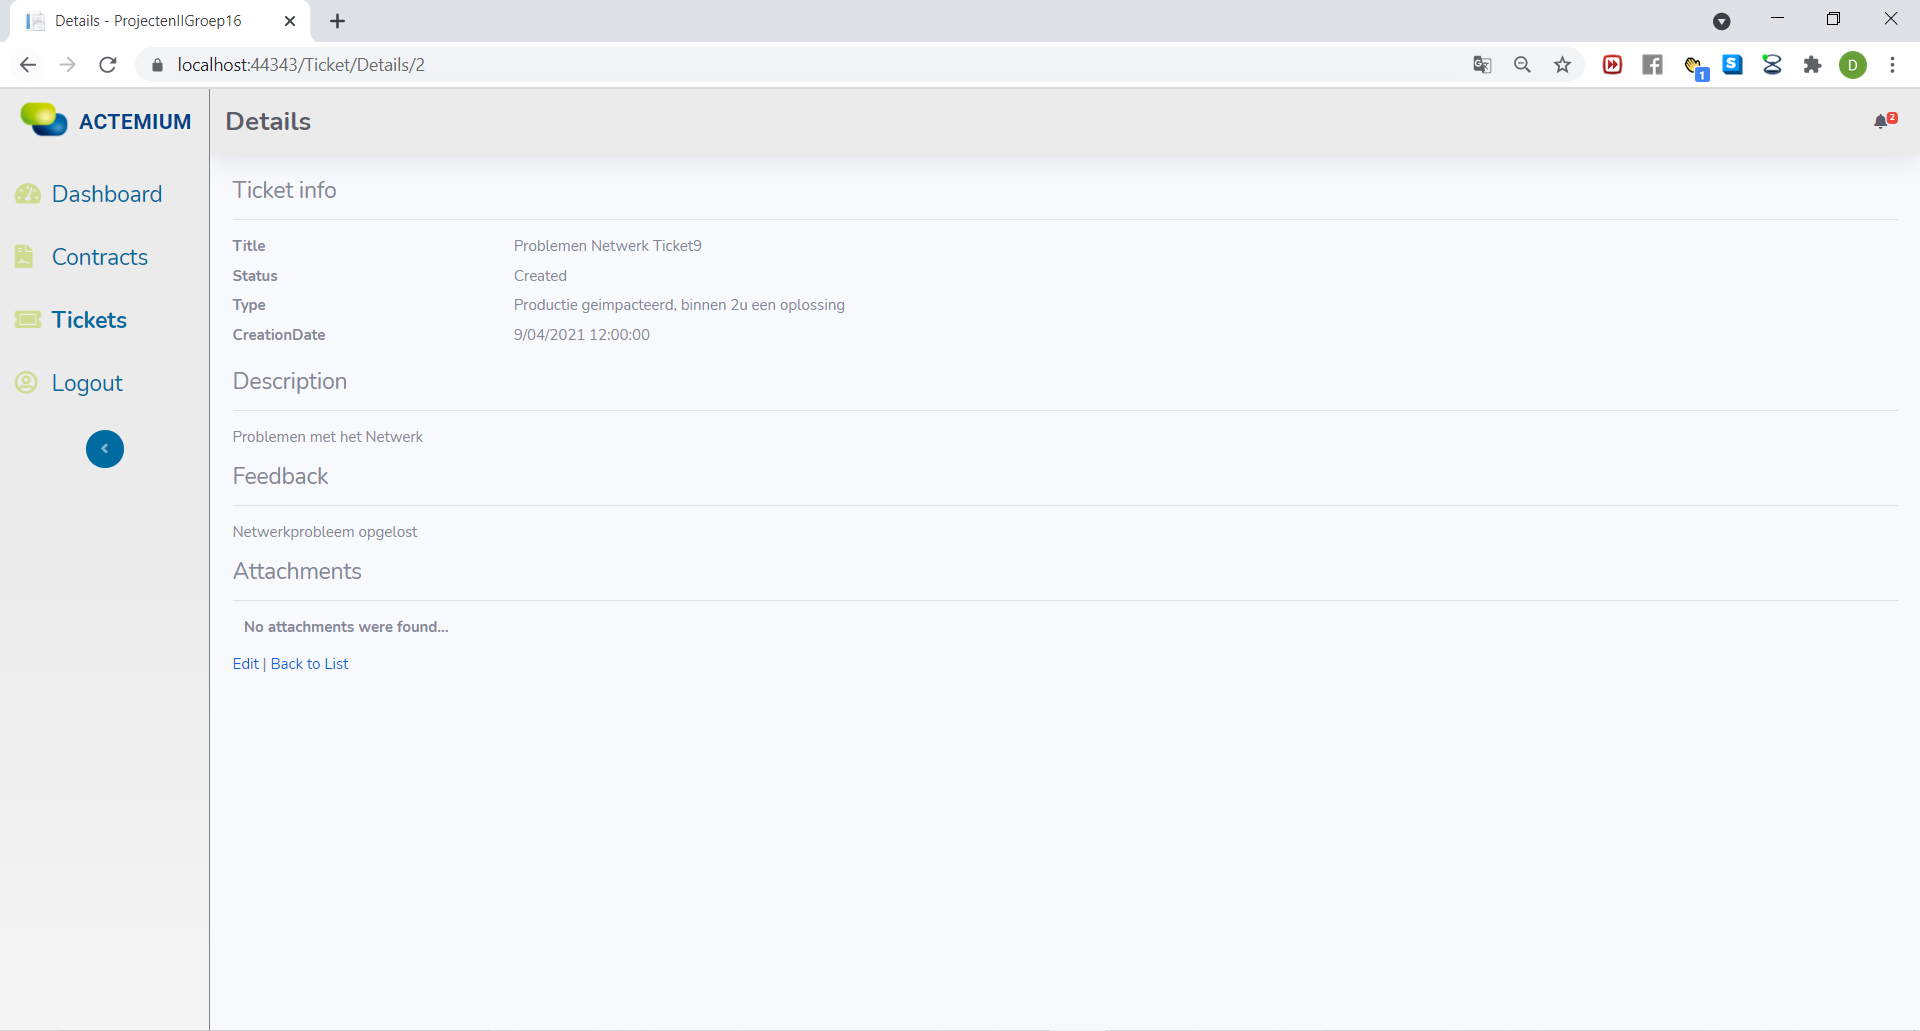 Details - ProjectenIIGroep16
localhost:44343/Ticket/Details/2
1
S
D
ACTEMIUM
Details
2
Dashboard
Contracts
Tickets
Logout
Ticket info
Title Problemen Netwerk Ticket9
Status Created
Type Productie geimpacteerd, binnen 2u een oplossing
CreationDate 9/04/2021 12:00:00
Description
Problemen met het Netwerk
Feedback
Netwerkprobleem opgelost
Attachments
No attachments were found...
Edit | Back to List